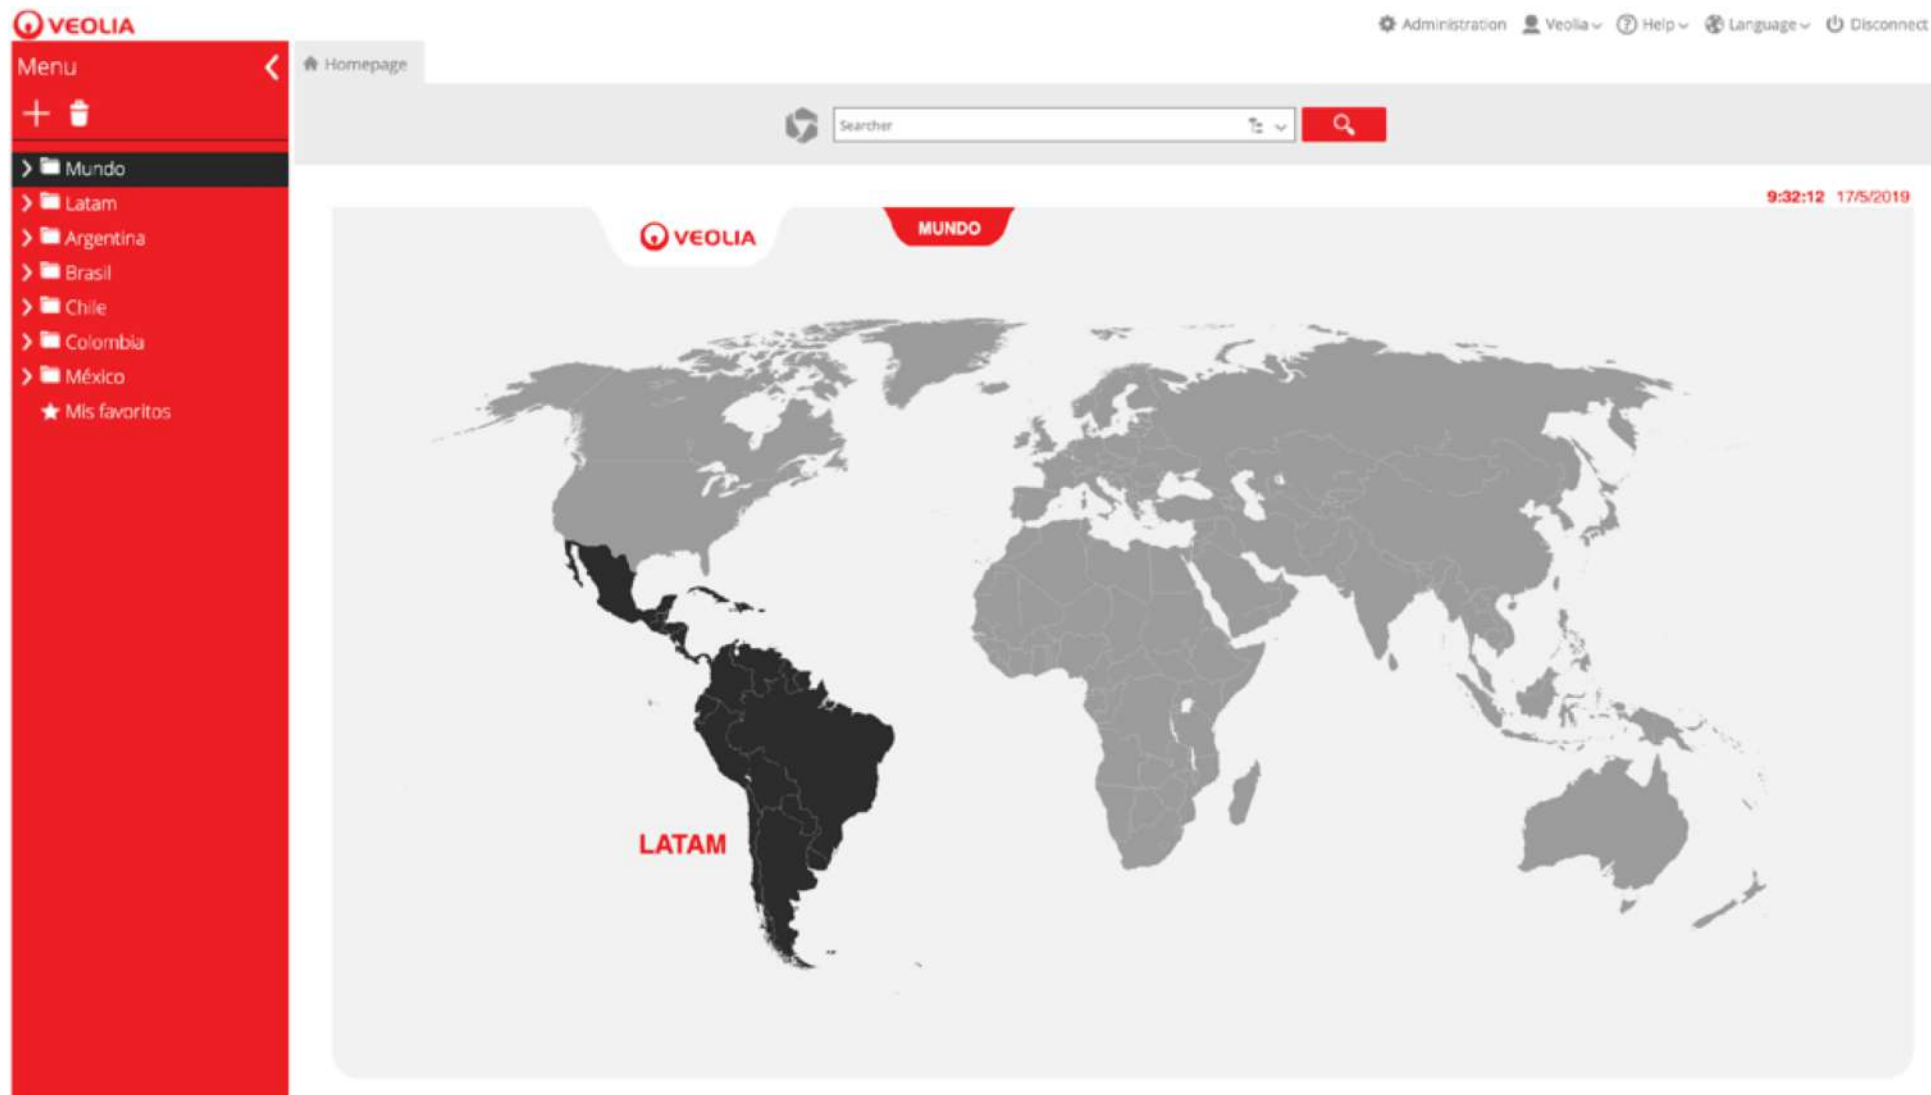 VEOLIA
Administration Veolia Help Language Disconnect
Menu
Homepage
Searcher
Mundo
Latam
Argentina
Brasil
Chile
Colombia
México
Mis favoritos
9:32:12 17/5/2019
VEOLIA
MUNDO
LATAM